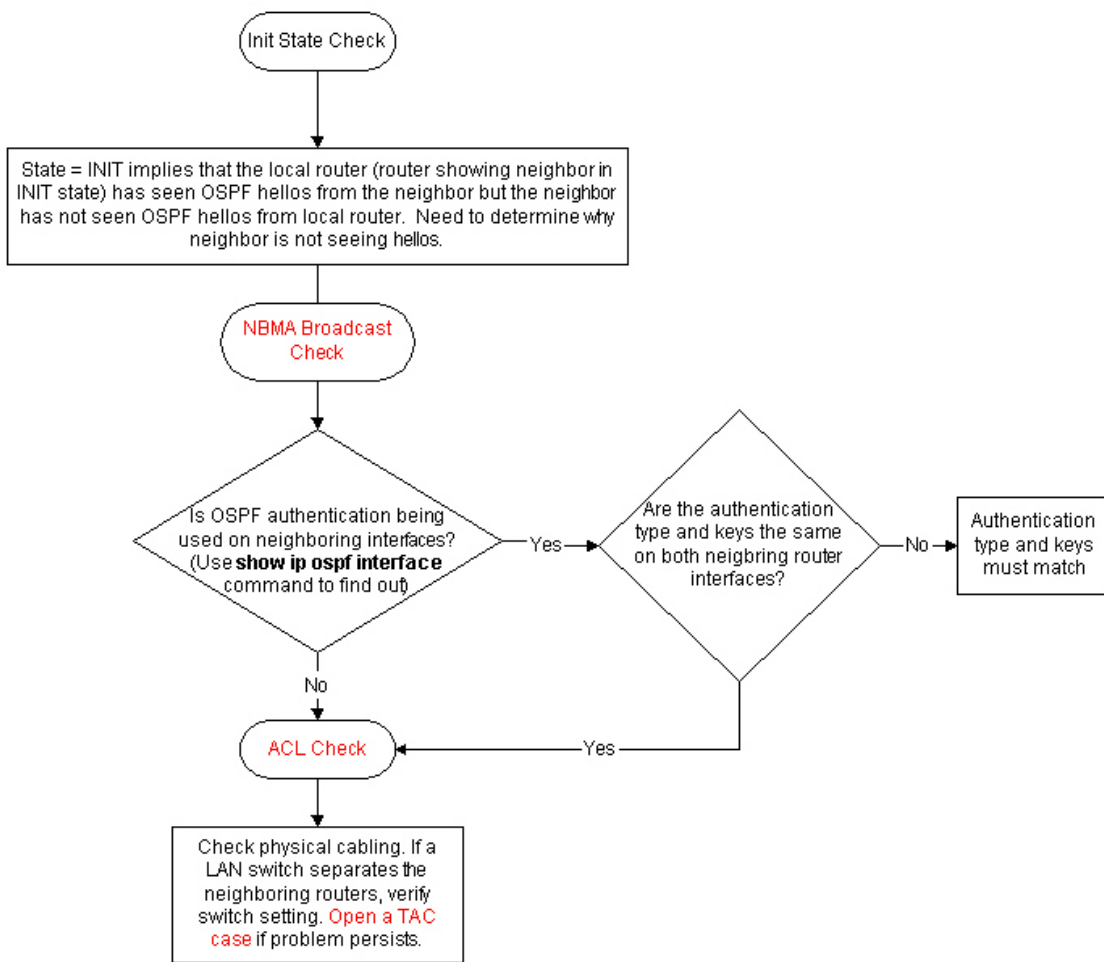 Init State Check
State = INIT implies that the local router (router showing neighbor in
INIT state) has seen OSPF hellos from the neighbor but the neighbor
has not seen OSPF hellos from local router. Need to determine why
neighbor is not seeing hellos.
NBMA Broadcast
Check
Is OSPF authentication being
used on neighboring interfaces?
(Use show ip ospf interface
command to find out)
Yes
Are the authentication
type and keys the same
on both neigbring router
interfaces?
No
Authentication
type and keys
must match
No
ACL Check
Yes
Check physical cabling. If a
LAN switch separates the
neighboring routers, verify
switch setting. Open a TAC
case if problem persists.